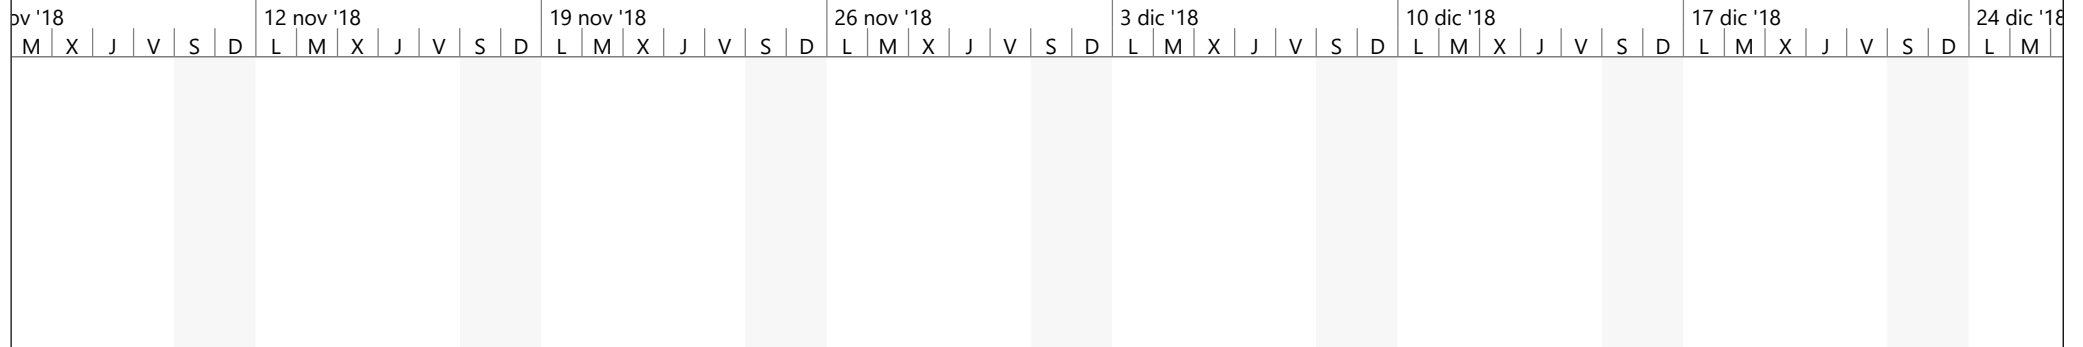 ov '18 12 nov '18 19 nov '18 26 nov '18 3 dic '18 10 dic '18 17 dic '18 24 dic '18
M X J V S D L M X J V S D L M X J V S D L M X J V S D L M X J V S D L M X J V S D L M X J V S D L M